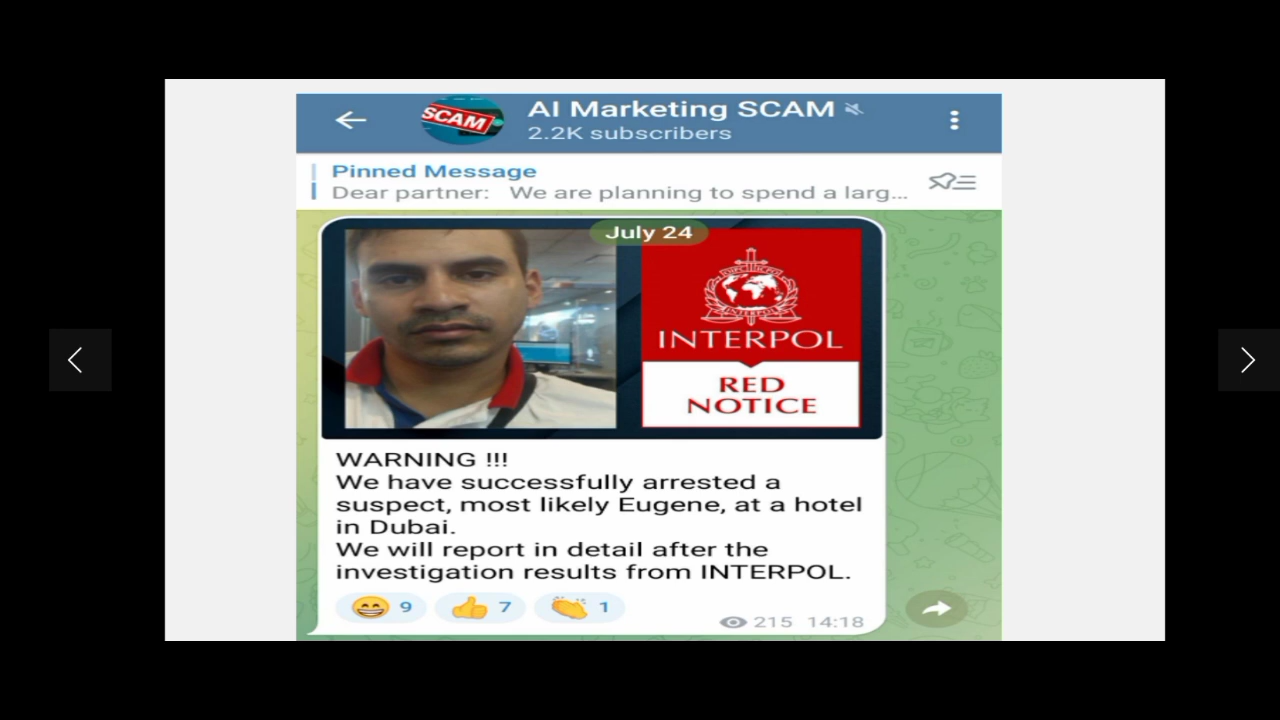 SCAM
AI Marketing SCAM
2.2K subscribers
Pinned Message
Dear partner: We are planning to spend a larg...
July 24
INTERPOL
RED
NOTICE
WARNING !!!
We have successfully arrested a
suspect, most likely Eugene, at a hotel
in Dubai.
We will report in detail after the
investigation results from INTERPOL.
😁 9 👍 7 👏 1
215 14:18